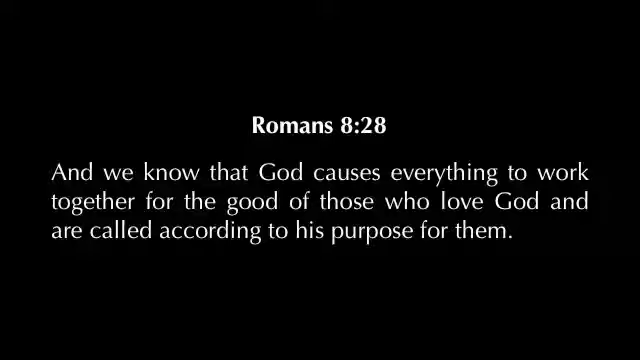 Romans 8:28
And we know that God causes everything to work
together for the good of those who love God and
are called according to his purpose for them.